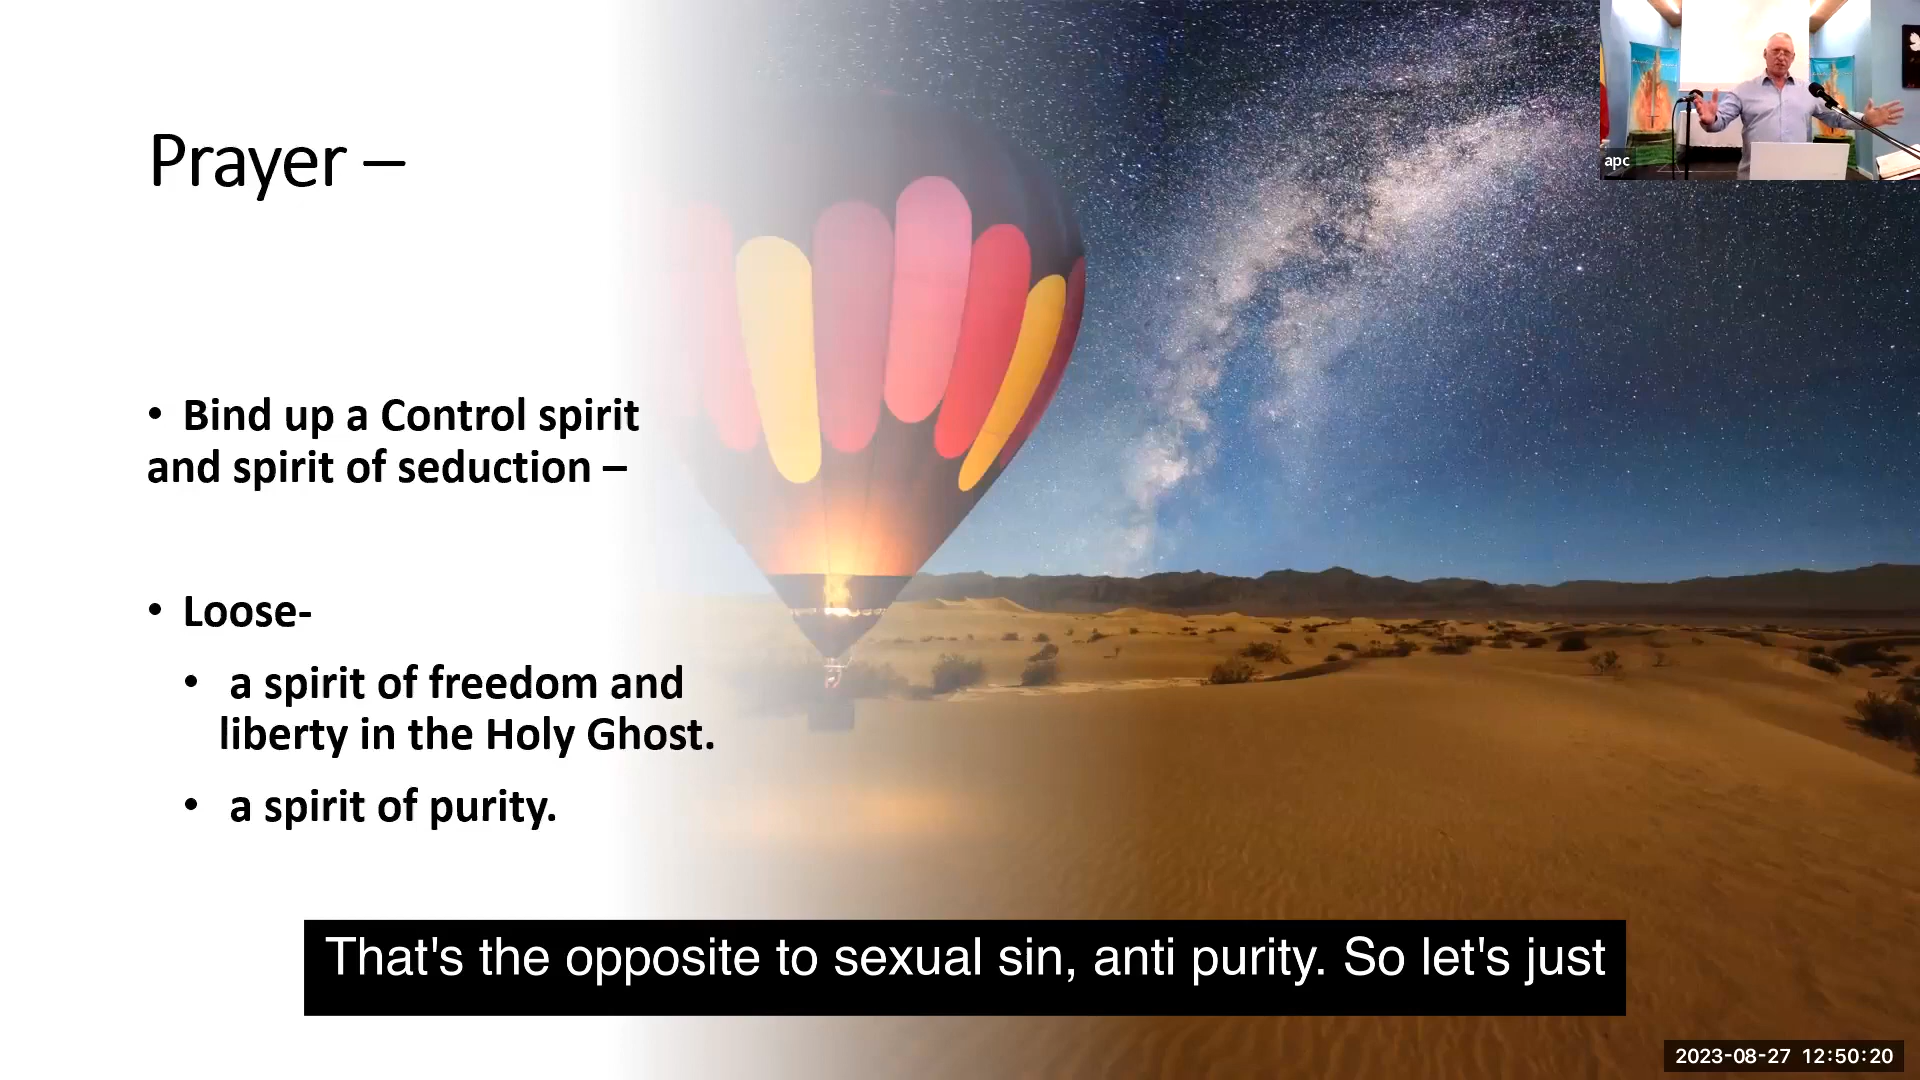 Prayer –
apc
• Bind up a Control spirit
and spirit of seduction –
• Loose-
• a spirit of freedom and
liberty in the Holy Ghost.
• a spirit of purity.
That's the opposite to sexual sin, anti purity. So let's just
2023-08-27 12:50:20